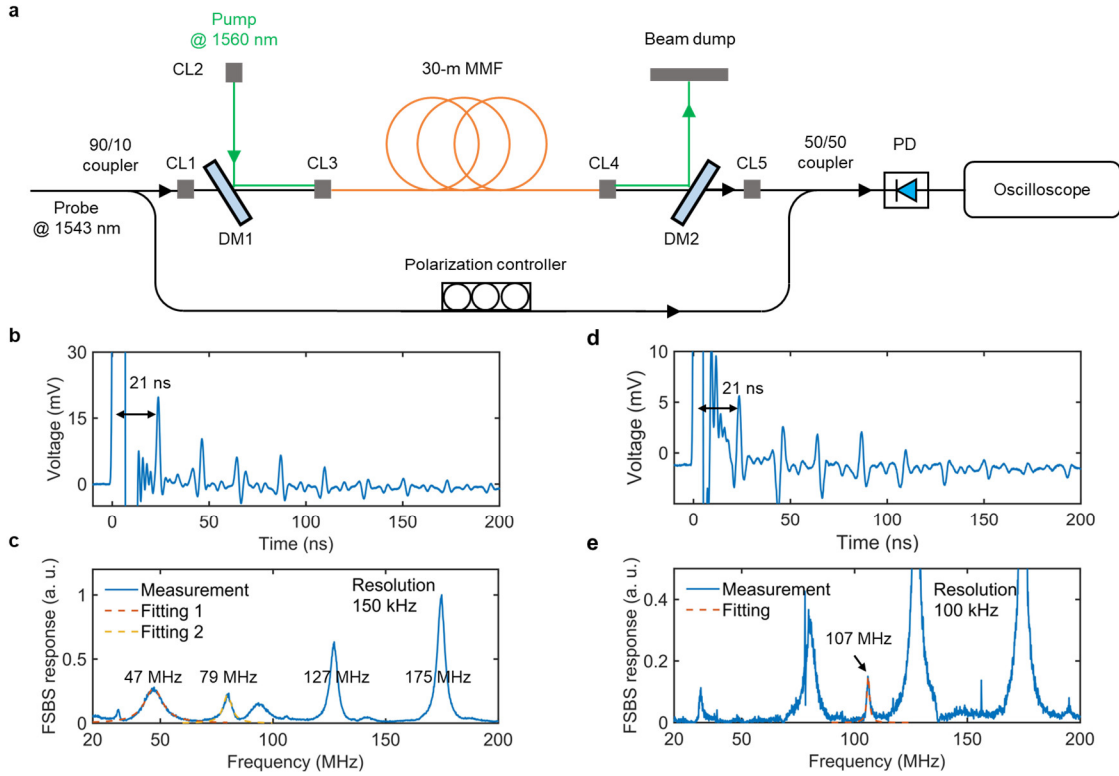 a
Pump
@ 1560 nm
CL2
30-m MMF
Beam dump
90/10
coupler
CL1
CL3
CL4
CL5
50/50
coupler
PD
Oscilloscope
Probe
@ 1543 nm
DM1
DM2
Polarization controller
b
30
15
0
Voltage (mV)
21 ns
0
50
100
150
200
Time (ns)
d
10
5
0
Voltage (mV)
21 ns
0
50
100
150
200
Time (ns)
c
1
0.5
0
FSBS response (a. u.)
Measurement
Fitting 1
Fitting 2
Resolution
150 kHz
47 MHz
79 MHz
127 MHz
175 MHz
20
50
100
150
200
Frequency (MHz)
e
0.4
0.2
0
FSBS response (a. u.)
Measurement
Fitting
Resolution
100 kHz
107 MHz
20
50
100
150
200
Frequency (MHz)